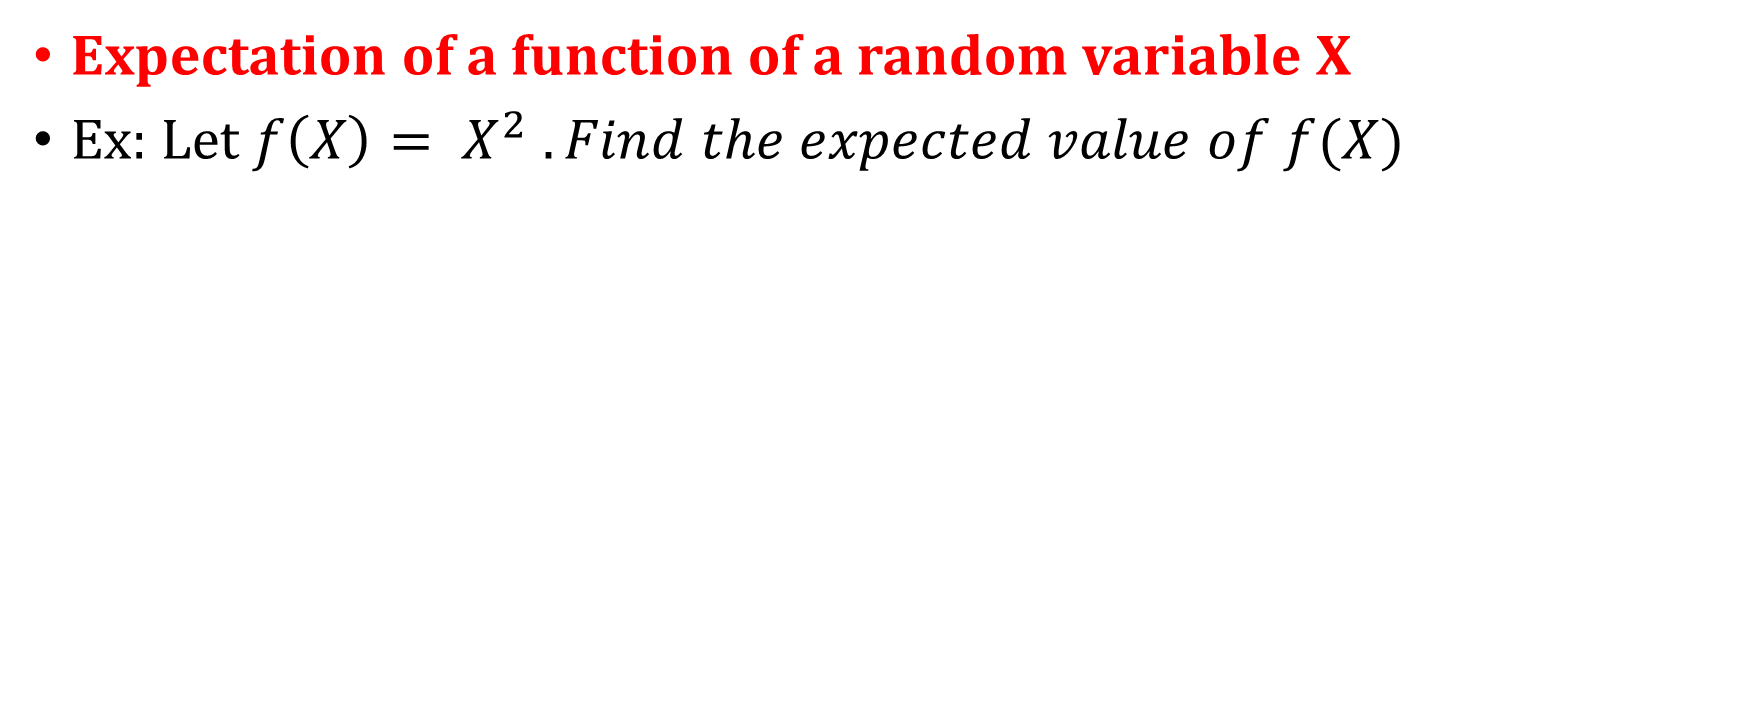 • Expectation of a function of a random variable X
• Ex: Let f(X) = X² . Find the expected value of f(X)